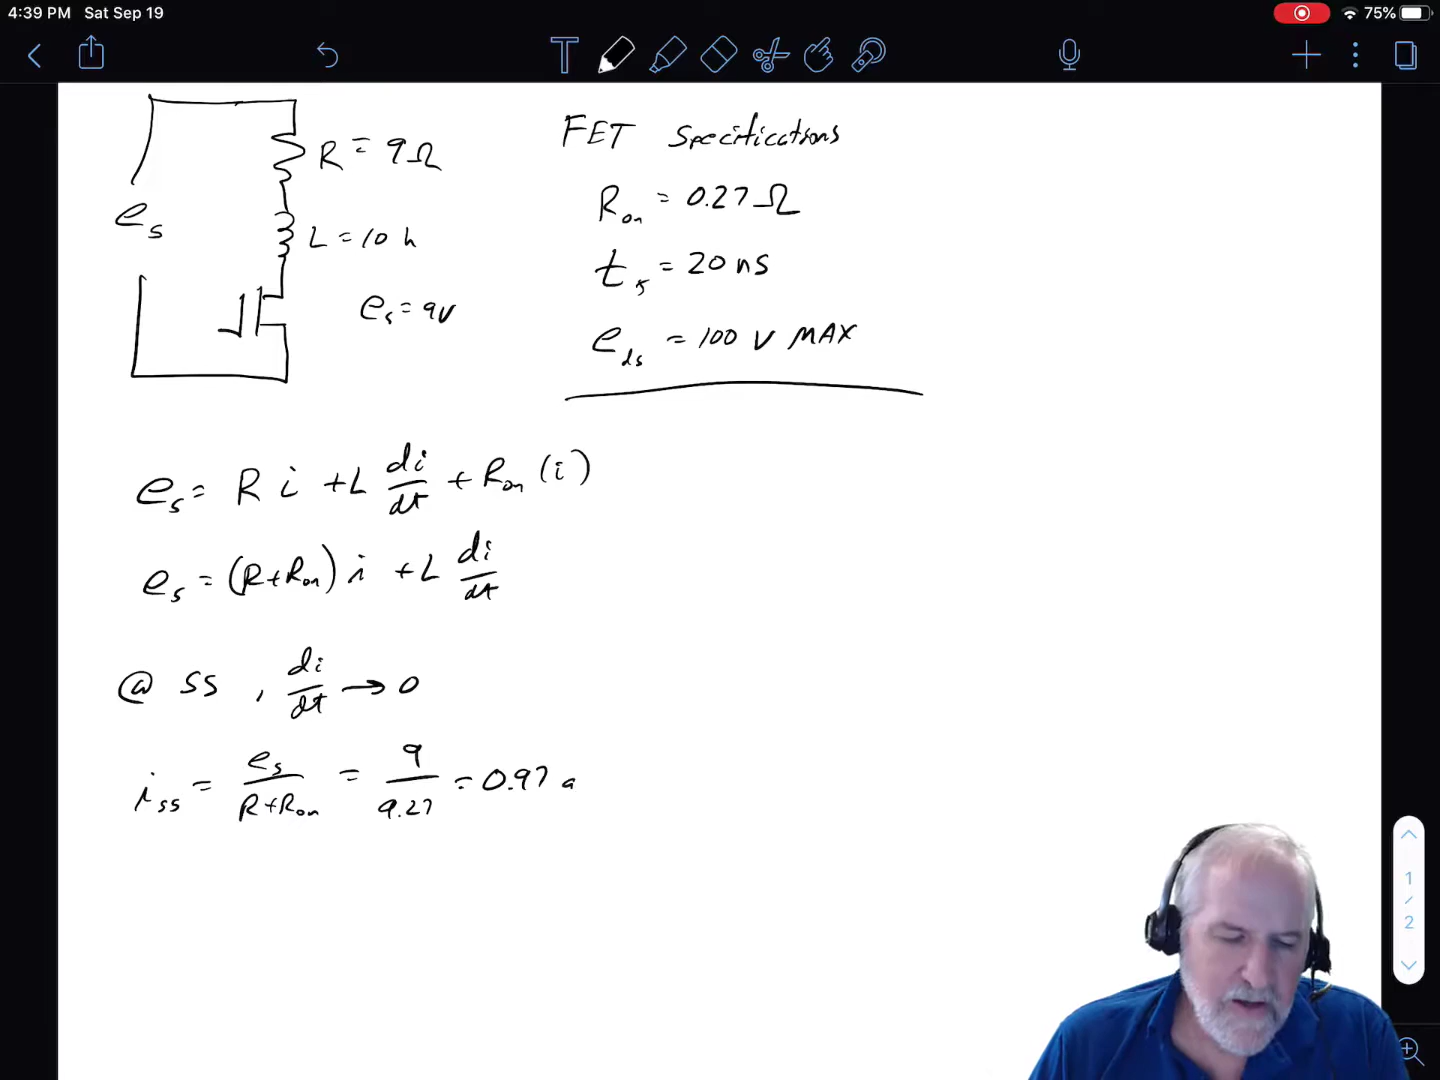 4:39 PM Sat Sep 19
75%
R = 9Ω
e_s
L = 10 h
e_s = 9V
FET Specifications
R_on = 0.27 Ω
t_s = 20 ns
e_ds = 100 V MAX
e_s = R i + L di/dt + R_on (i)
e_s = (R+R_on) i + L di/dt
@ SS , di/dt → 0
i_ss = e_s/R+R_on = 9/9.27 = 0.97 a
1 / 2